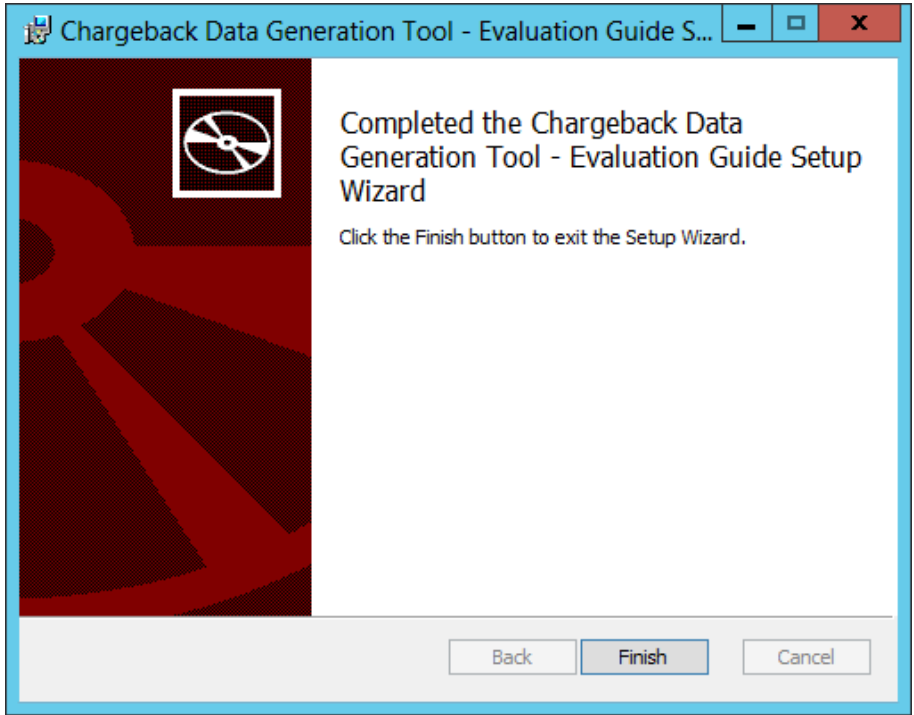 Chargeback Data Generation Tool - Evaluation Guide S...
Completed the Chargeback Data
Generation Tool - Evaluation Guide Setup
Wizard
Click the Finish button to exit the Setup Wizard.
Back Finish Cancel